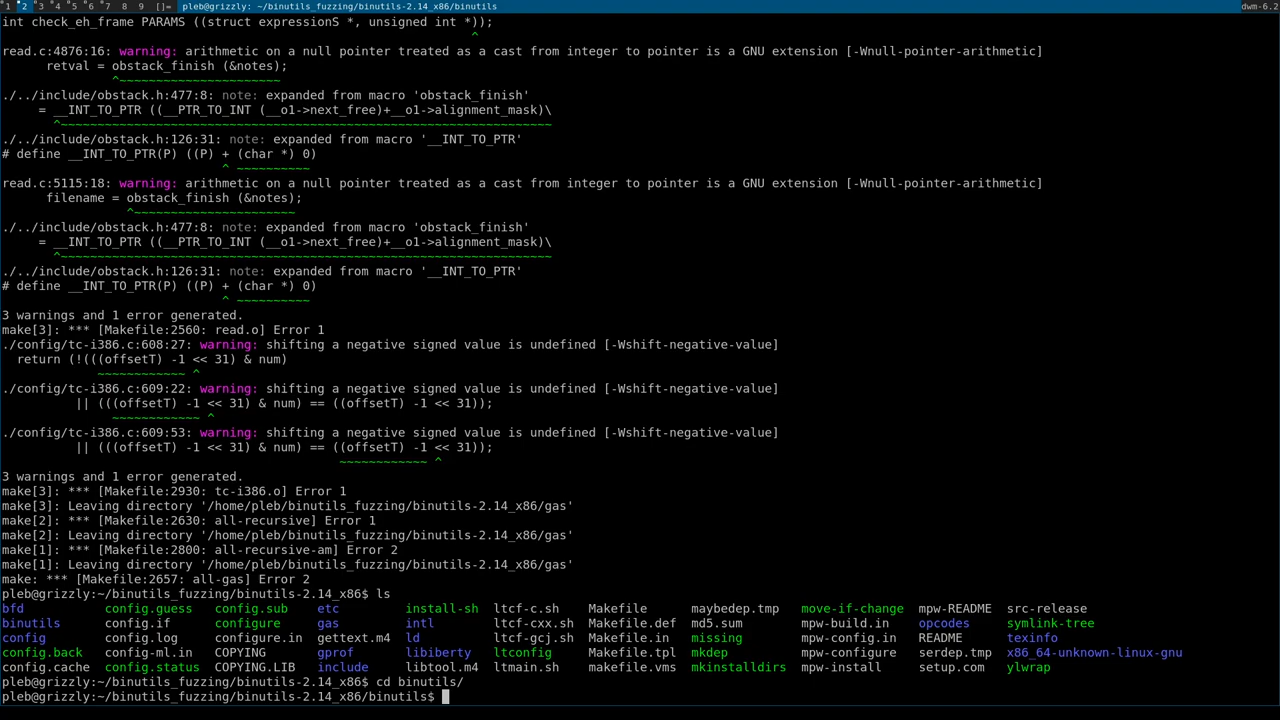 1 2 3 4 5 6 7 8 9 []= pleb@grizzly: ~/binutils_fuzzing/binutils-2.14_x86/binutils dwm-6.2
int check_eh_frame PARAMS ((struct expressionS *, unsigned int *));
^
read.c:4876:16: warning: arithmetic on a null pointer treated as a cast from integer to pointer is a GNU extension [-Wnull-pointer-arithmetic]
retval = obstack_finish (&notes);
^~~~~~~~~~~~~~~~~~~~~~~
./../include/obstack.h:477:8: note: expanded from macro 'obstack_finish'
= __INT_TO_PTR ((__PTR_TO_INT (__o1->next_free)+__o1->alignment_mask)\
^~~~~~~~~~~~~~~~~~~~~~~~~~~~~~~~~~~~~~~~~~~~~~~~~~~~~~~~~~~~~~~~~~~~
./../include/obstack.h:126:31: note: expanded from macro '__INT_TO_PTR'
# define __INT_TO_PTR(P) ((P) + (char *) 0)
^ ~~~~~~~~~~
read.c:5115:18: warning: arithmetic on a null pointer treated as a cast from integer to pointer is a GNU extension [-Wnull-pointer-arithmetic]
filename = obstack_finish (&notes);
^~~~~~~~~~~~~~~~~~~~~~~
./../include/obstack.h:477:8: note: expanded from macro 'obstack_finish'
= __INT_TO_PTR ((__PTR_TO_INT (__o1->next_free)+__o1->alignment_mask)\
^~~~~~~~~~~~~~~~~~~~~~~~~~~~~~~~~~~~~~~~~~~~~~~~~~~~~~~~~~~~~~~~~~~~
./../include/obstack.h:126:31: note: expanded from macro '__INT_TO_PTR'
# define __INT_TO_PTR(P) ((P) + (char *) 0)
^ ~~~~~~~~~~
3 warnings and 1 error generated.
make[3]: *** [Makefile:2560: read.o] Error 1
./config/tc-i386.c:608:27: warning: shifting a negative signed value is undefined [-Wshift-negative-value]
return (!(((offsetT) -1 << 31) & num)
~~~~~~~~~~~~ ^
./config/tc-i386.c:609:22: warning: shifting a negative signed value is undefined [-Wshift-negative-value]
|| (((offsetT) -1 << 31) & num) == ((offsetT) -1 << 31));
~~~~~~~~~~~~ ^
./config/tc-i386.c:609:53: warning: shifting a negative signed value is undefined [-Wshift-negative-value]
|| (((offsetT) -1 << 31) & num) == ((offsetT) -1 << 31));
~~~~~~~~~~~~ ^
3 warnings and 1 error generated.
make[3]: *** [Makefile:2930: tc-i386.o] Error 1
make[3]: Leaving directory '/home/pleb/binutils_fuzzing/binutils-2.14_x86/gas'
make[2]: *** [Makefile:2630: all-recursive] Error 1
make[2]: Leaving directory '/home/pleb/binutils_fuzzing/binutils-2.14_x86/gas'
make[1]: *** [Makefile:2800: all-recursive-am] Error 2
make[1]: Leaving directory '/home/pleb/binutils_fuzzing/binutils-2.14_x86/gas'
make: *** [Makefile:2657: all-gas] Error 2
pleb@grizzly:~/binutils_fuzzing/binutils-2.14_x86$ ls
bfd config.guess config.sub etc install-sh ltcf-c.sh Makefile maybedep.tmp move-if-change mpw-README src-release
binutils config.if configure gas intl ltcf-cxx.sh Makefile.def md5.sum mpw-build.in opcodes symlink-tree
config config.log configure.in gettext.m4 ld ltcf-gcj.sh Makefile.in missing mpw-config.in README texinfo
config.back config-ml.in COPYING gprof libiberty ltconfig Makefile.tpl mkdep mpw-configure serdep.tmp x86_64-unknown-linux-gnu
config.cache config.status COPYING.LIB include libtool.m4 ltmain.sh makefile.vms mkinstalldirs mpw-install setup.com ylwrap
pleb@grizzly:~/binutils_fuzzing/binutils-2.14_x86$ cd binutils/
pleb@grizzly:~/binutils_fuzzing/binutils-2.14_x86/binutils$